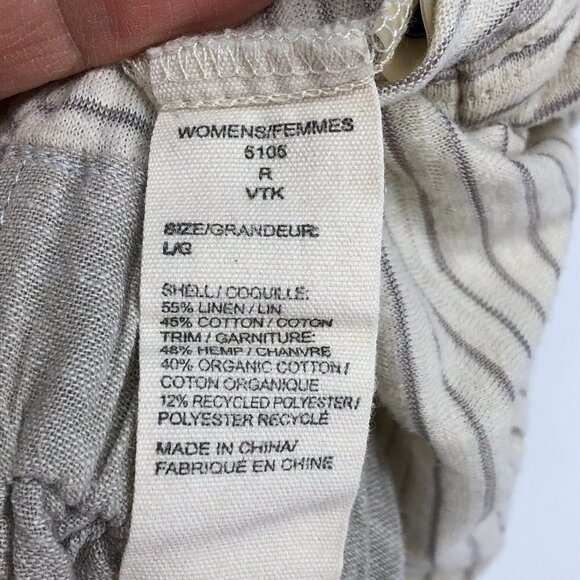 WOMENS/FEMMES
5105
R
VTK
SIZE/GRANDEUR:
L/G
SHELL / COQUILLE:
55% LINEN / LIN
45% COTTON / COTON
TRIM / GARNITURE:
48% HEMP / CHANVRE
40% ORGANIC COTTON /
COTON ORGANIQUE
12% RECYCLED POLYESTER /
POLYESTER RECYCLÉ
MADE IN CHINA/
FABRIQUÉ EN CHINE